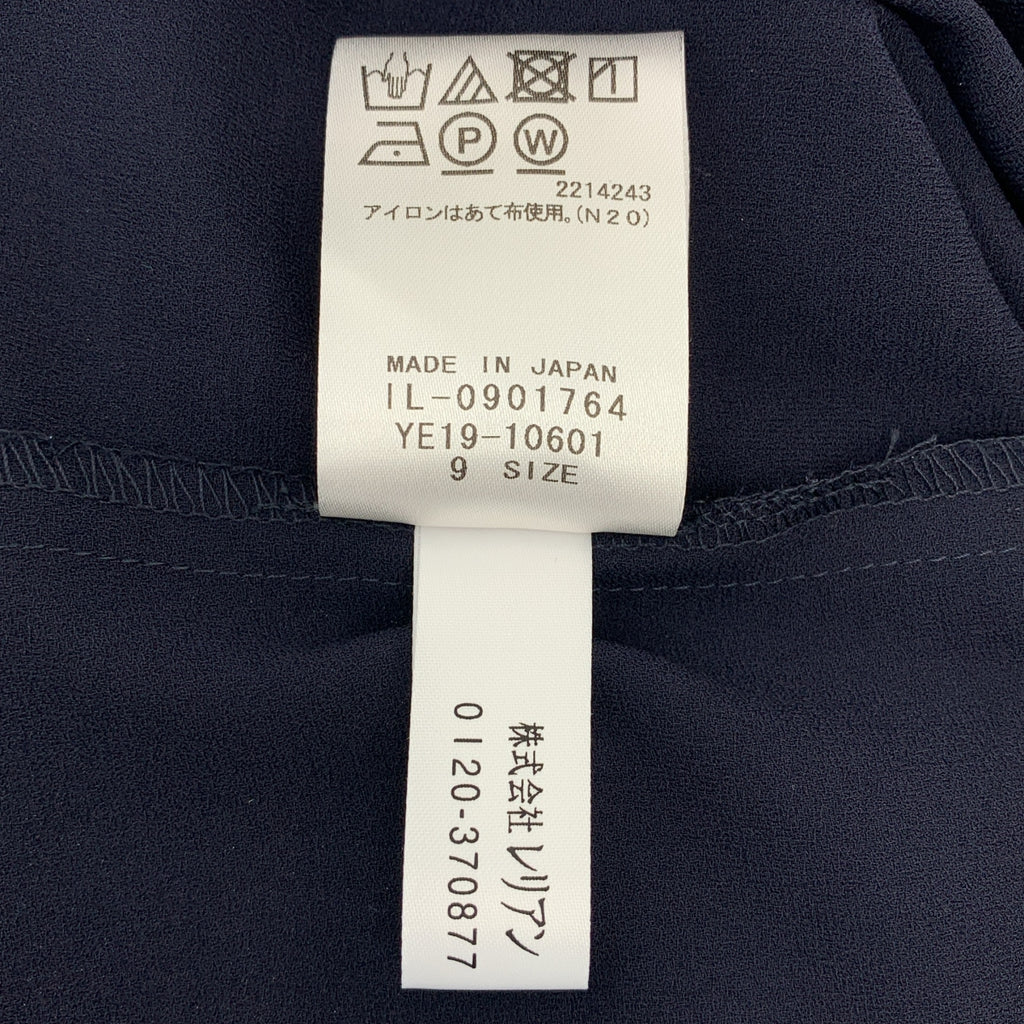 P W
2214243
アイロンはあて布使用。(N20)
MADE IN JAPAN
IL-0901764
YE19-10601
9 SIZE
株式会社レリアン
0120-370877